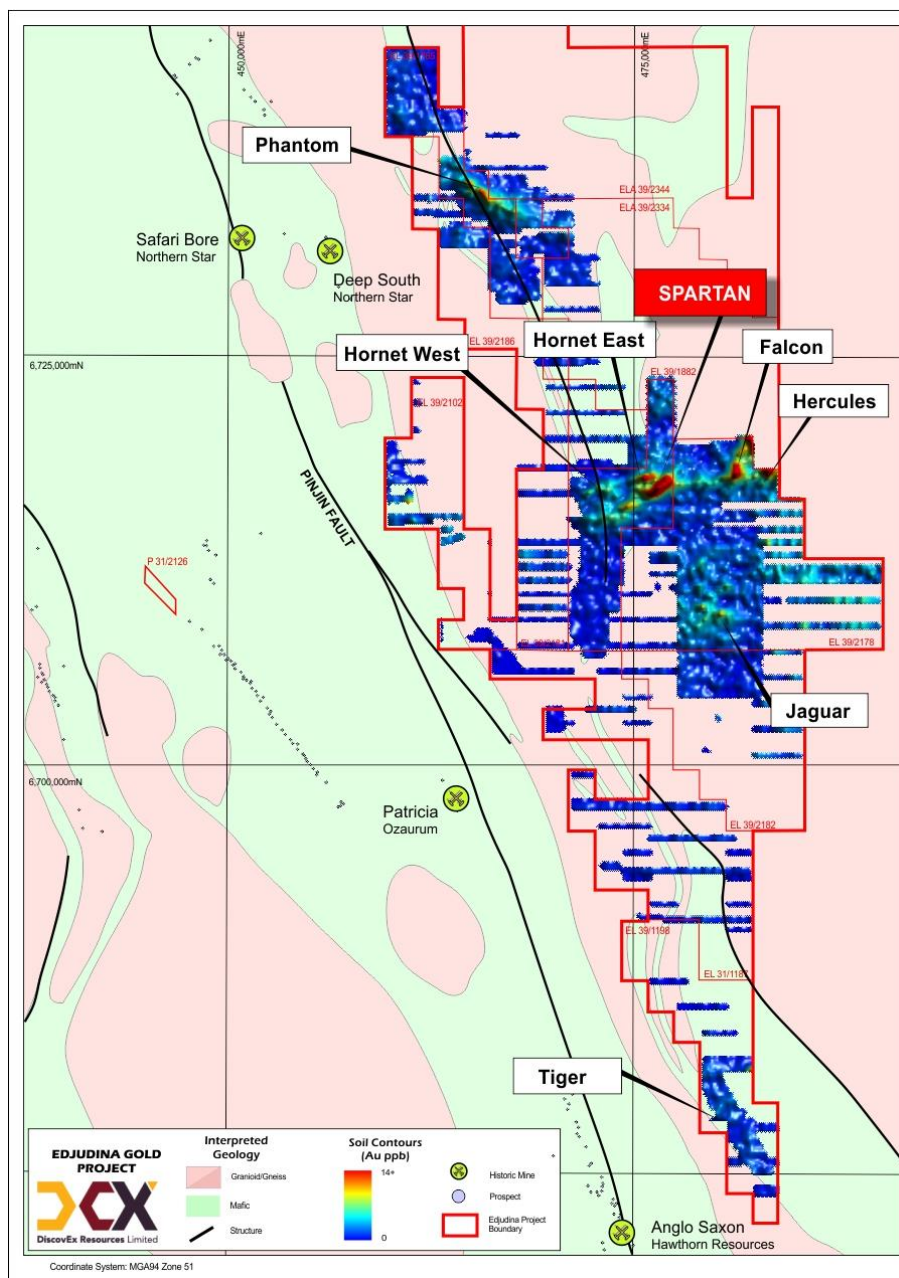 450,000mE
475,000mE
Phantom
ELA 39/2344
ELA 39/2334
Safari Bore
Northern Star
Deep South
Northern Star
SPARTAN
EL 39/2186
Hornet East
Hornet West
Falcon
6,725,000mN
EL 39/1882
EL 39/2102
Hercules
PINJIN FAULT
P 31/2126
EL 39/2178
Jaguar
6,700,000mN
Patricia
Ozaurum
EL 39/2182
EL 39/1198
EL 31/1187
Tiger
EDJUDINA GOLD
PROJECT
DCX
DiscovEx Resources Limited
Interpreted
Geology
Granioid/Gneiss
Mafic
Structure
Soil Contours
(Au ppb)
14+
0
Historic Mine
Prospect
Edjudina Project
Boundary
Anglo Saxon
Hawthorn Resources
Coordinate System: MGA94 Zone 51